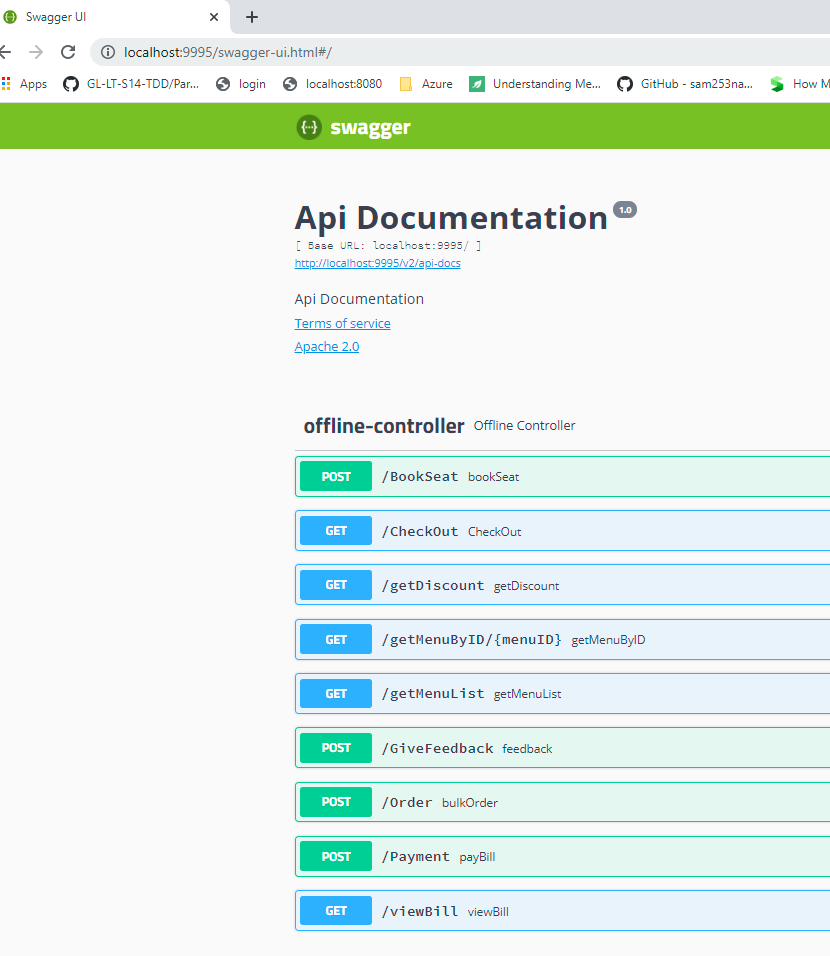 Swagger UI
localhost:9995/swagger-ui.html#/
Apps GL-LT-S14-TDD/Par... login localhost:8080 Azure Understanding Me... GitHub - sam253na... How M
{··} swagger
Api Documentation 1.0
[ Base URL: localhost:9995/ ]
http://localhost:9995/v2/api-docs
Api Documentation
Terms of service
Apache 2.0
offline-controller Offline Controller
POST /BookSeat bookSeat
GET /CheckOut CheckOut
GET /getDiscount getDiscount
GET /getMenuByID/{menuID} getMenuByID
GET /getMenuList getMenuList
POST /GiveFeedback feedback
POST /Order bulkOrder
POST /Payment payBill
GET /viewBill viewBill